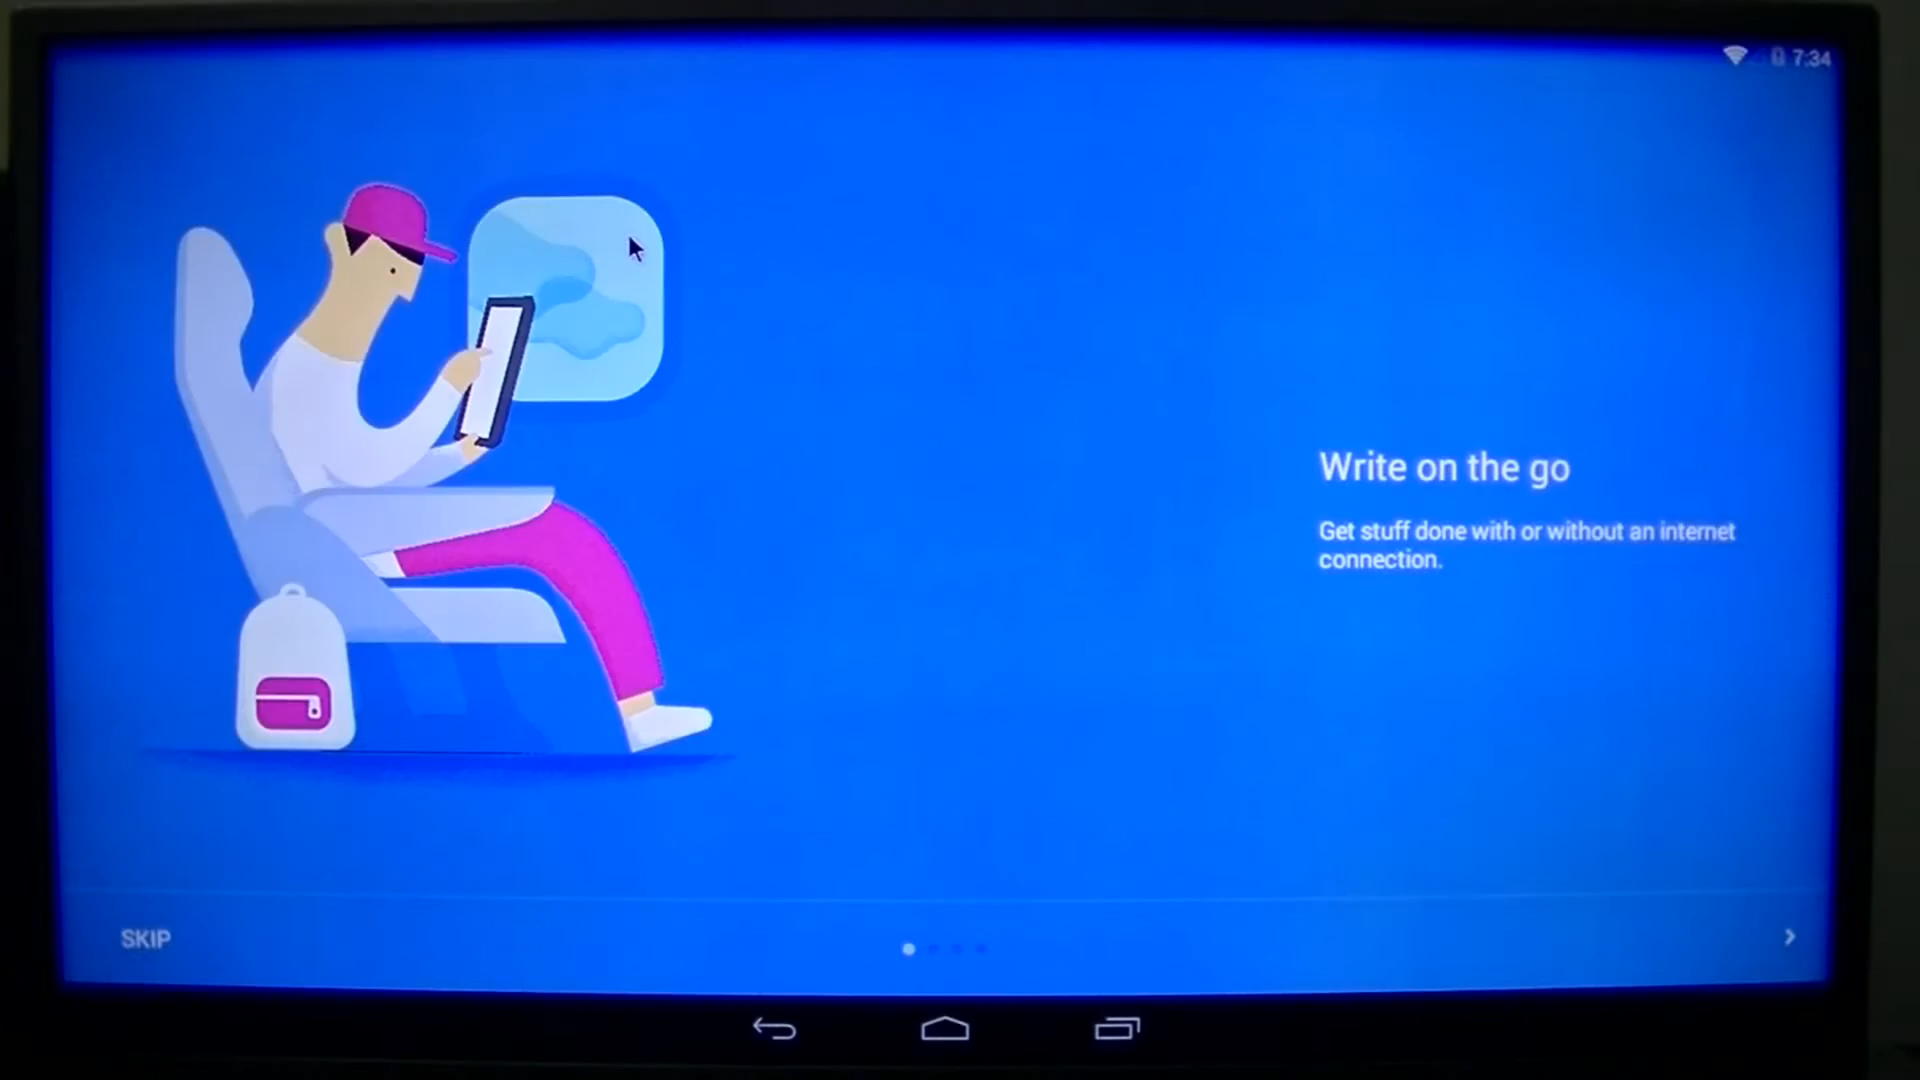 7:34
Write on the go
Get stuff done with or without an internet
connection.
SKIP